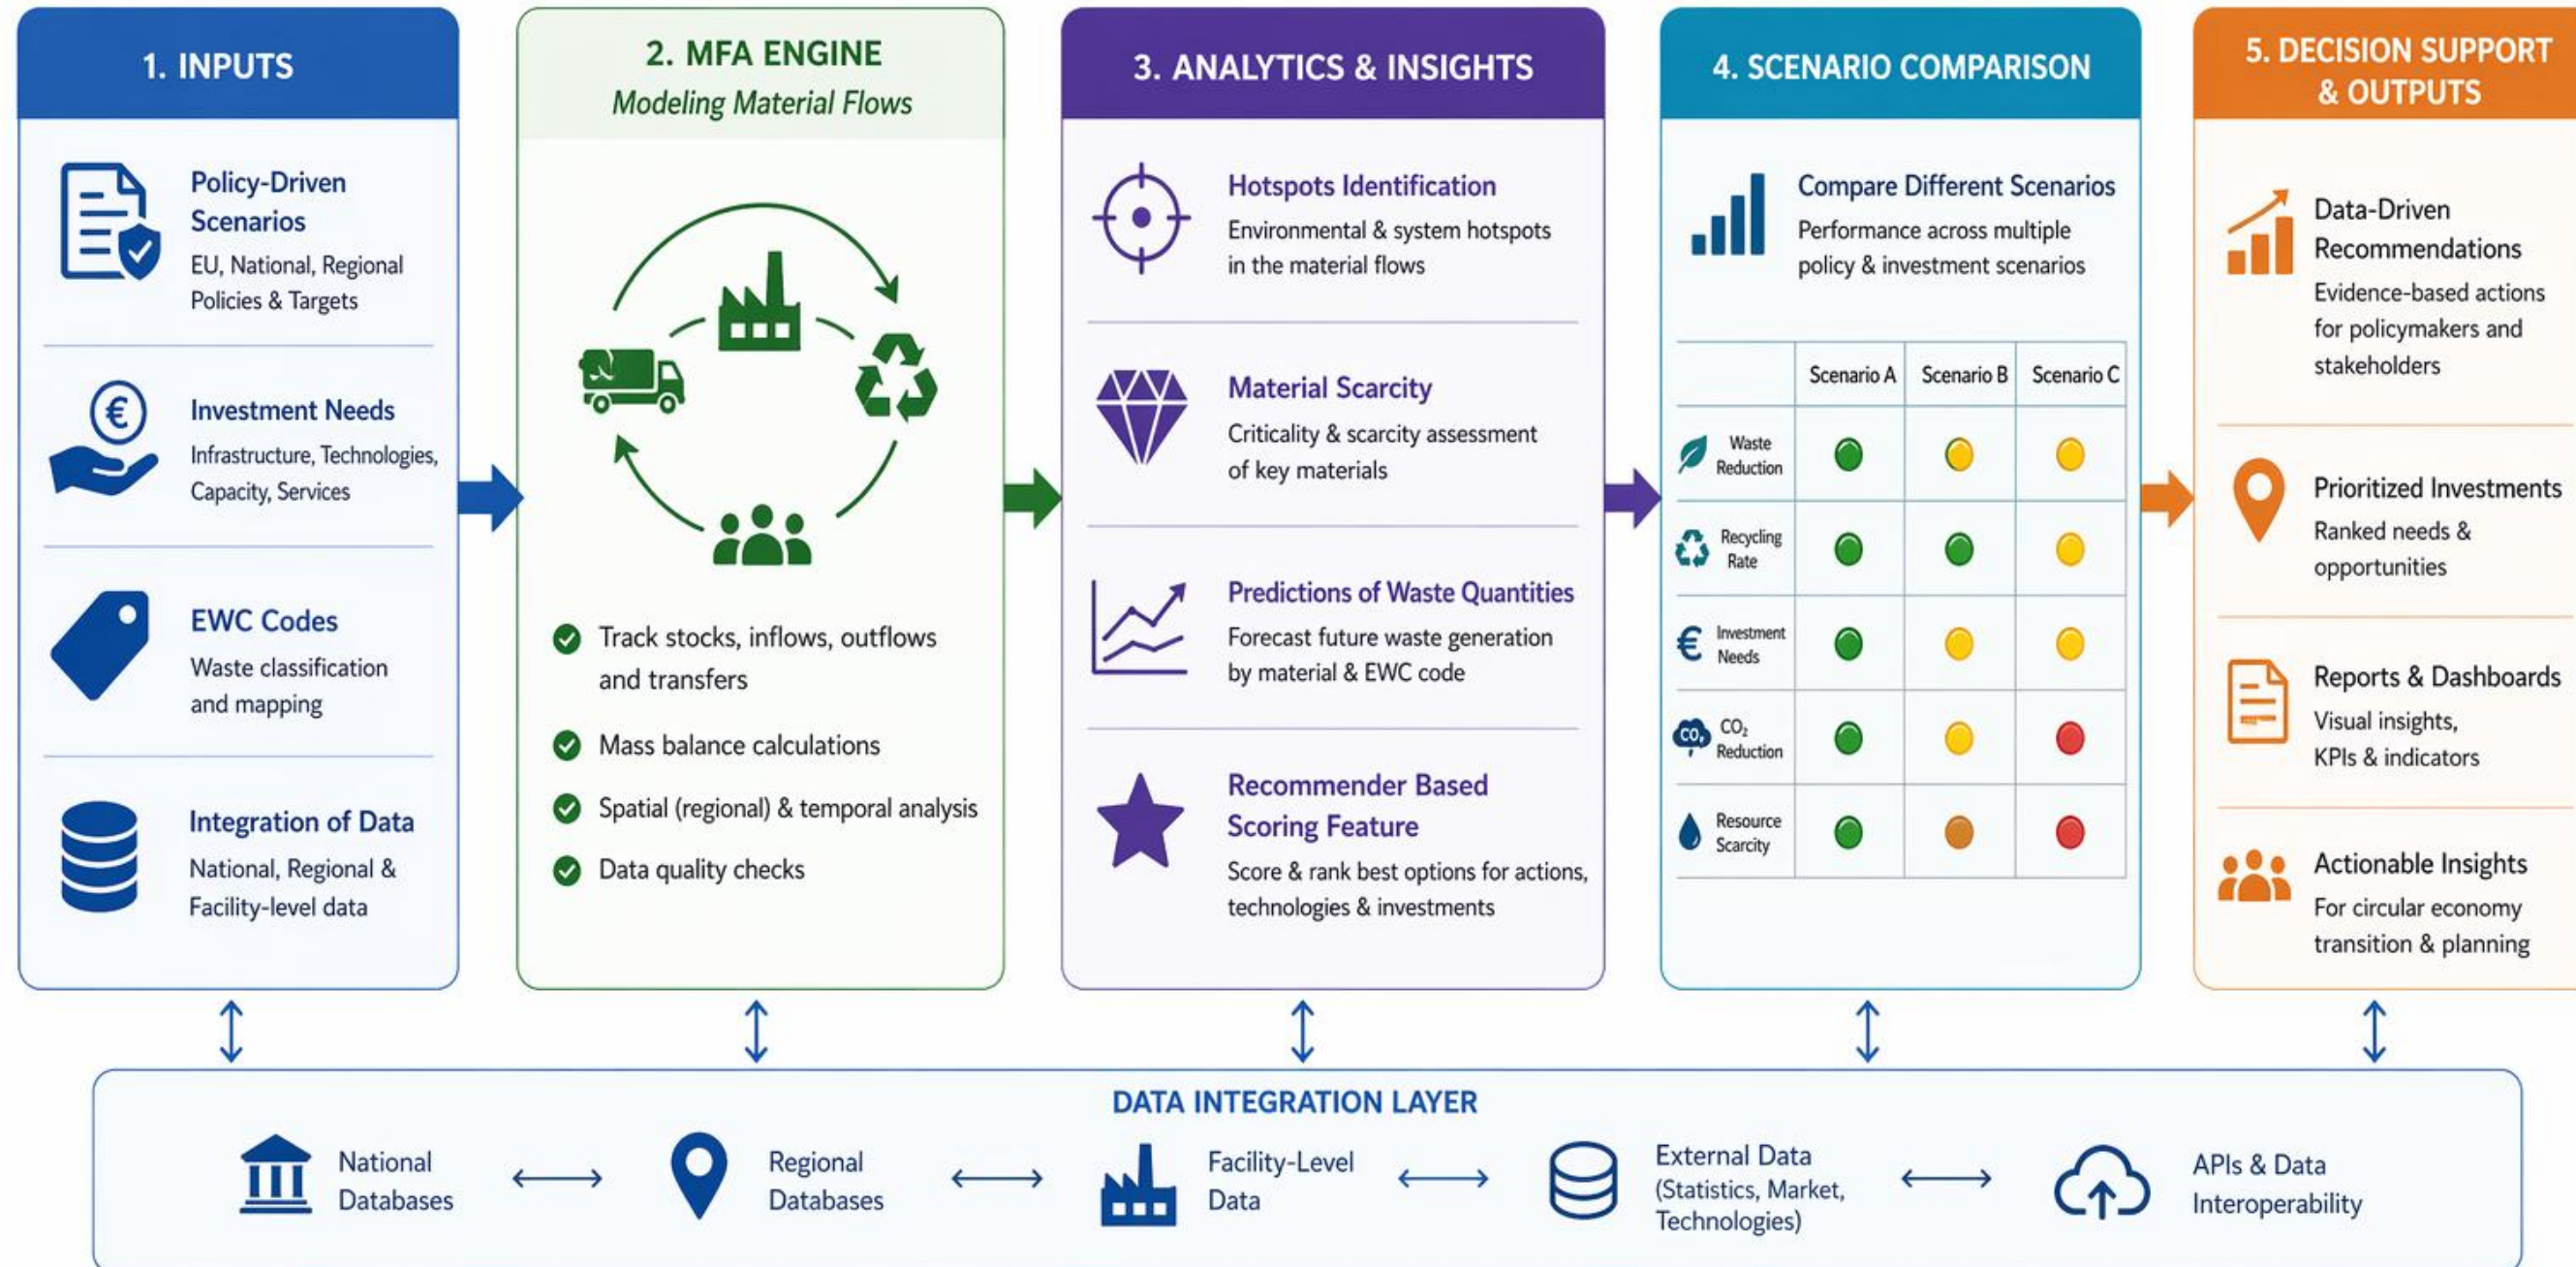 1. INPUTS
Policy-Driven
Scenarios
EU, National, Regional
Policies & Targets
€
Investment Needs
Infrastructure, Technologies,
Capacity, Services
EWC Codes
Waste classification
and mapping
Integration of Data
National, Regional &
Facility-level data
2. MFA ENGINE
Modeling Material Flows
Track stocks, inflows, outflows
and transfers
Mass balance calculations
Spatial (regional) & temporal analysis
Data quality checks
3. ANALYTICS & INSIGHTS
Hotspots Identification
Environmental & system hotspots
in the material flows
Material Scarcity
Criticality & scarcity assessment
of key materials
Predictions of Waste Quantities
Forecast future waste generation
by material & EWC code
Recommender Based
Scoring Feature
Score & rank best options for actions,
technologies & investments
4. SCENARIO COMPARISON
Compare Different Scenarios
Performance across multiple
policy & investment scenarios
Scenario A Scenario B Scenario C
Waste
Reduction
Recycling
Rate
€ Investment
Needs
CO₂ CO₂
Reduction
Resource
Scarcity
5. DECISION SUPPORT
& OUTPUTS
Data-Driven
Recommendations
Evidence-based actions
for policymakers and
stakeholders
Prioritized Investments
Ranked needs &
opportunities
Reports & Dashboards
Visual insights,
KPIs & indicators
Actionable Insights
For circular economy
transition & planning
DATA INTEGRATION LAYER
National
Databases
Regional
Databases
Facility-Level
Data
External Data
(Statistics, Market,
Technologies)
APIs & Data
Interoperability